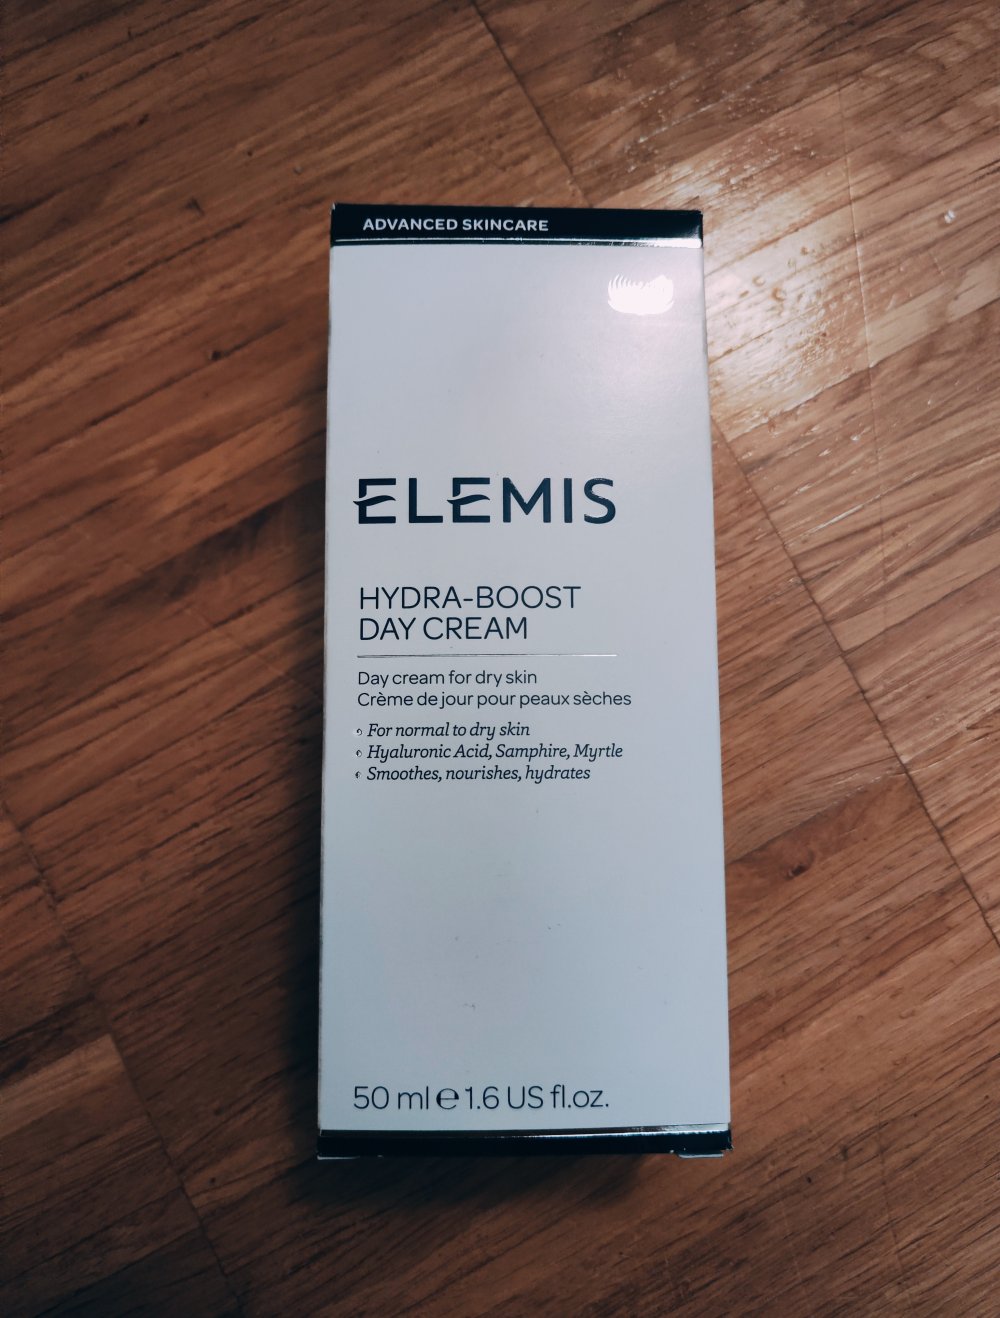 ADVANCED SKINCARE
ELEMIS
HYDRA-BOOST
DAY CREAM
Day cream for dry skin
Crème de jour pour peaux sèches
For normal to dry skin
Hyaluronic Acid, Samphire, Myrtle
Smoothes, nourishes, hydrates
50 ml ℮ 1.6 US fl.oz.